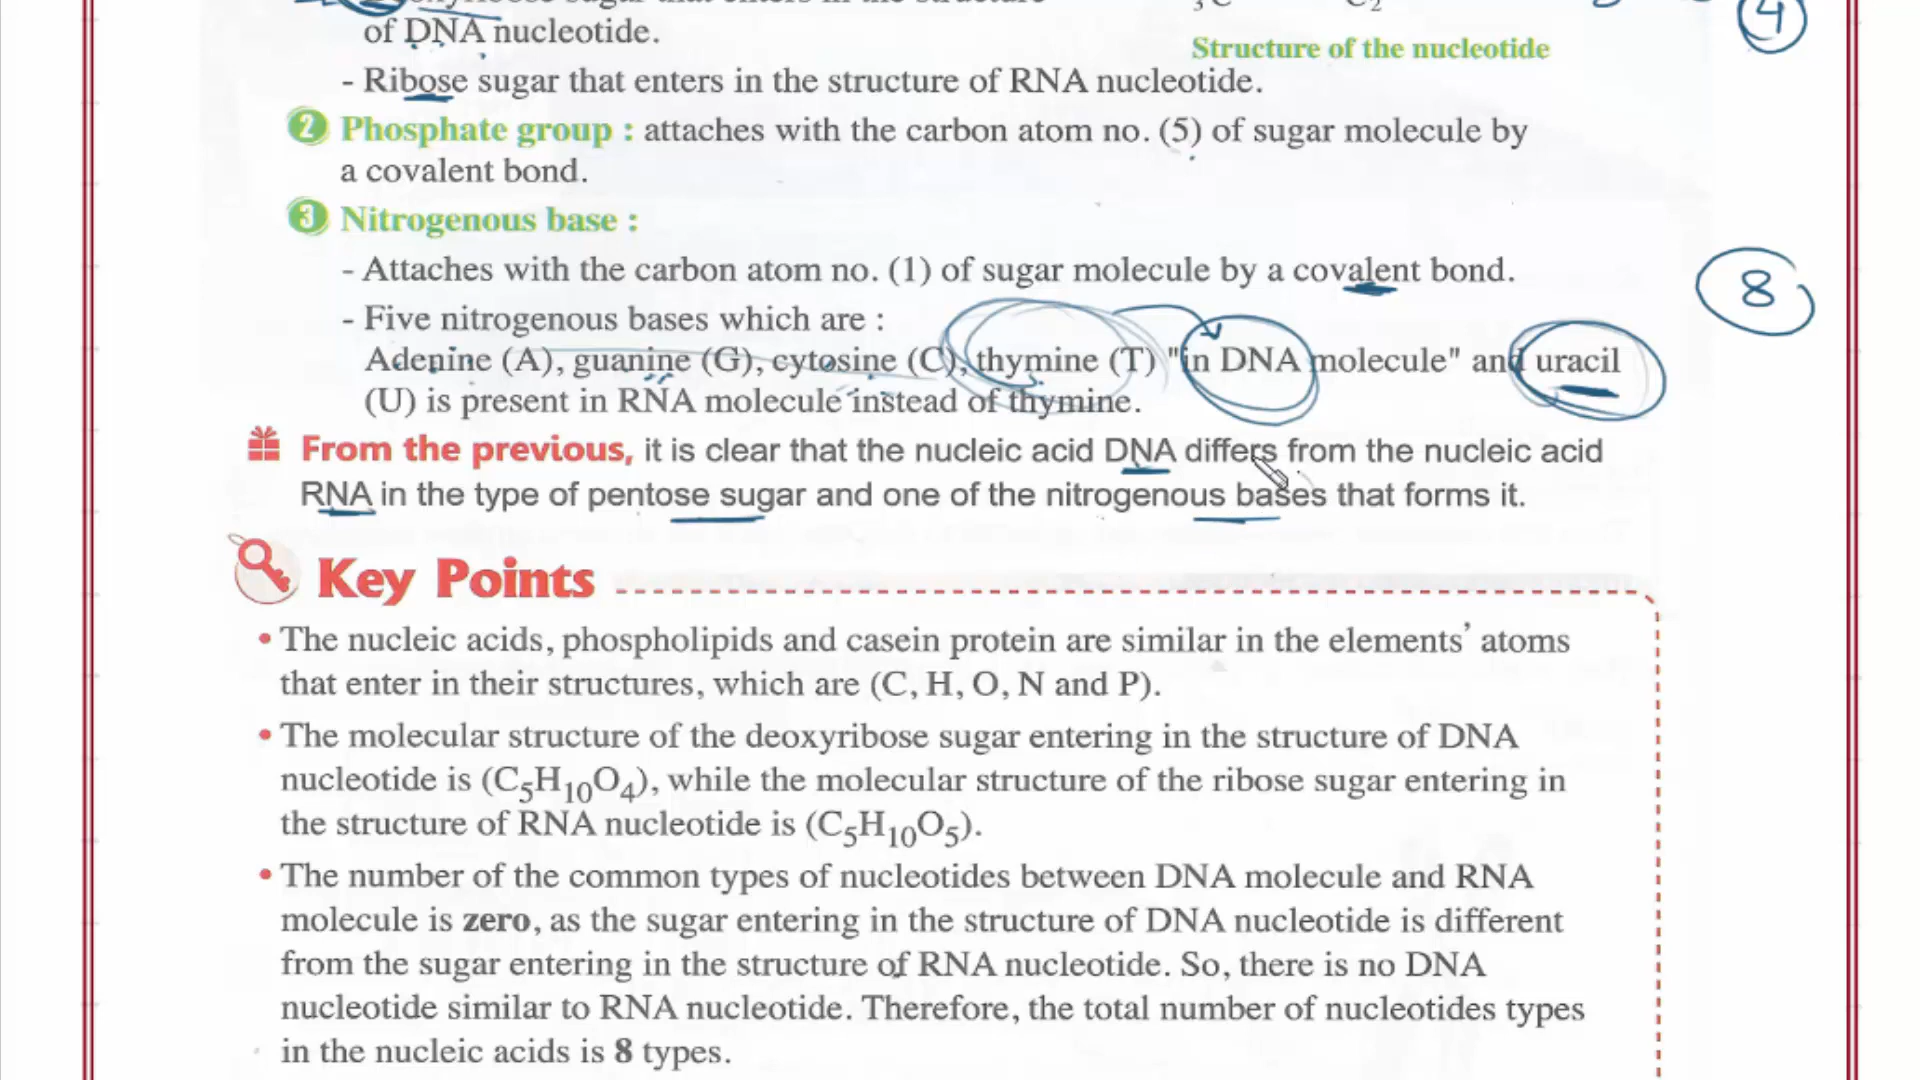 oxyribose sugar that enters in the structure
3C C2
4
of DNA nucleotide.
Structure of the nucleotide
- Ribose sugar that enters in the structure of RNA nucleotide.
2 Phosphate group : attaches with the carbon atom no. (5) of sugar molecule by
a covalent bond.
3 Nitrogenous base :
- Attaches with the carbon atom no. (1) of sugar molecule by a covalent bond.
8
- Five nitrogenous bases which are :
Adenine (A), guanine (G), cytosine (C), thymine (T) "in DNA molecule" and uracil
(U) is present in RNA molecule instead of thymine.
From the previous, it is clear that the nucleic acid DNA differs from the nucleic acid
RNA in the type of pentose sugar and one of the nitrogenous bases that forms it.
Key Points
• The nucleic acids, phospholipids and casein protein are similar in the elements' atoms
that enter in their structures, which are (C, H, O, N and P).
• The molecular structure of the deoxyribose sugar entering in the structure of DNA
nucleotide is (C5H10O4), while the molecular structure of the ribose sugar entering in
the structure of RNA nucleotide is (C5H10O5).
• The number of the common types of nucleotides between DNA molecule and RNA
molecule is zero, as the sugar entering in the structure of DNA nucleotide is different
from the sugar entering in the structure of RNA nucleotide. So, there is no DNA
nucleotide similar to RNA nucleotide. Therefore, the total number of nucleotides types
in the nucleic acids is 8 types.